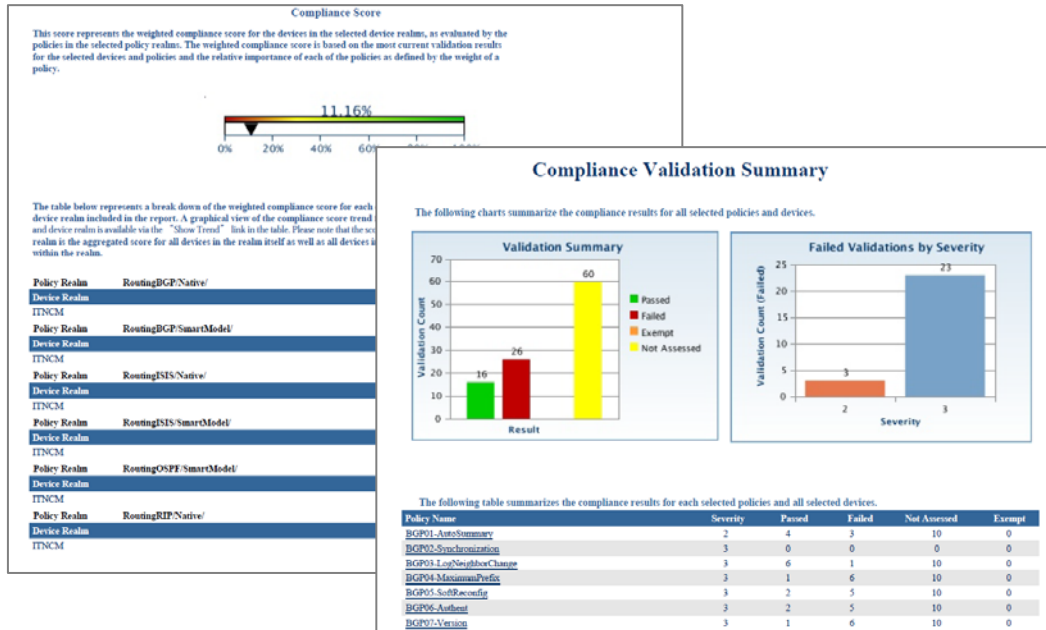 Compliance Score
This score represents the weighted compliance score for the devices in the selected device realms, as evaluated by the
policies in the selected policy realms. The weighted compliance score is based on the most current validation results
for the selected devices and policies and the relative importance of each of the policies as defined by the weight of a
policy.
11.16%
0% 20% 40%
The table below represents a break down of the weighted compliance score for each
device realm included in the report. A graphical view of the compliance score trend
and device realm is available via the “Show Trend” link in the table. Please note that the
realm is the aggregated score for all devices in the realm itself as well as all devices
within the realm.
Policy Realm RoutingBGP/Native/
Device Realm
ITNCM
Policy Realm RoutingBGP/SmartModel/
Device Realm
ITNCM
Policy Realm RoutingISIS/Native/
Device Realm
ITNCM
Policy Realm RoutingISIS/SmartModel/
Device Realm
ITNCM
Policy Realm RoutingOSPF/SmartModel/
Device Realm
ITNCM
Policy Realm RoutingRIP/Native/
Device Realm
ITNCM
Compliance Validation Summary
The following charts summarize the compliance results for all selected policies and devices.
Validation Summary
Validation Count
70
60
50
40
30
20
10
0
16
26
60
Result
Passed
Failed
Exempt
Not Assessed
Failed Validations by Severity
Validation Count (Failed)
25
20
15
10
5
0
3
23
2 3
Severity
The following table summarizes the compliance results for each selected policies and all selected devices.
Policy Name Severity Passed Failed Not Assessed Exempt
BGP01-AutoSummary 2 4 3 10 0
BGP02-Synchronization 3 0 0 0 0
BGP03-LogNeighborChange 3 6 1 10 0
BGP04-MaximumPrefix 3 1 6 10 0
BGP05-SoftReconfig 3 2 5 10 0
BGP06-Authent 3 2 5 10 0
BGP07-Version 3 1 6 10 0